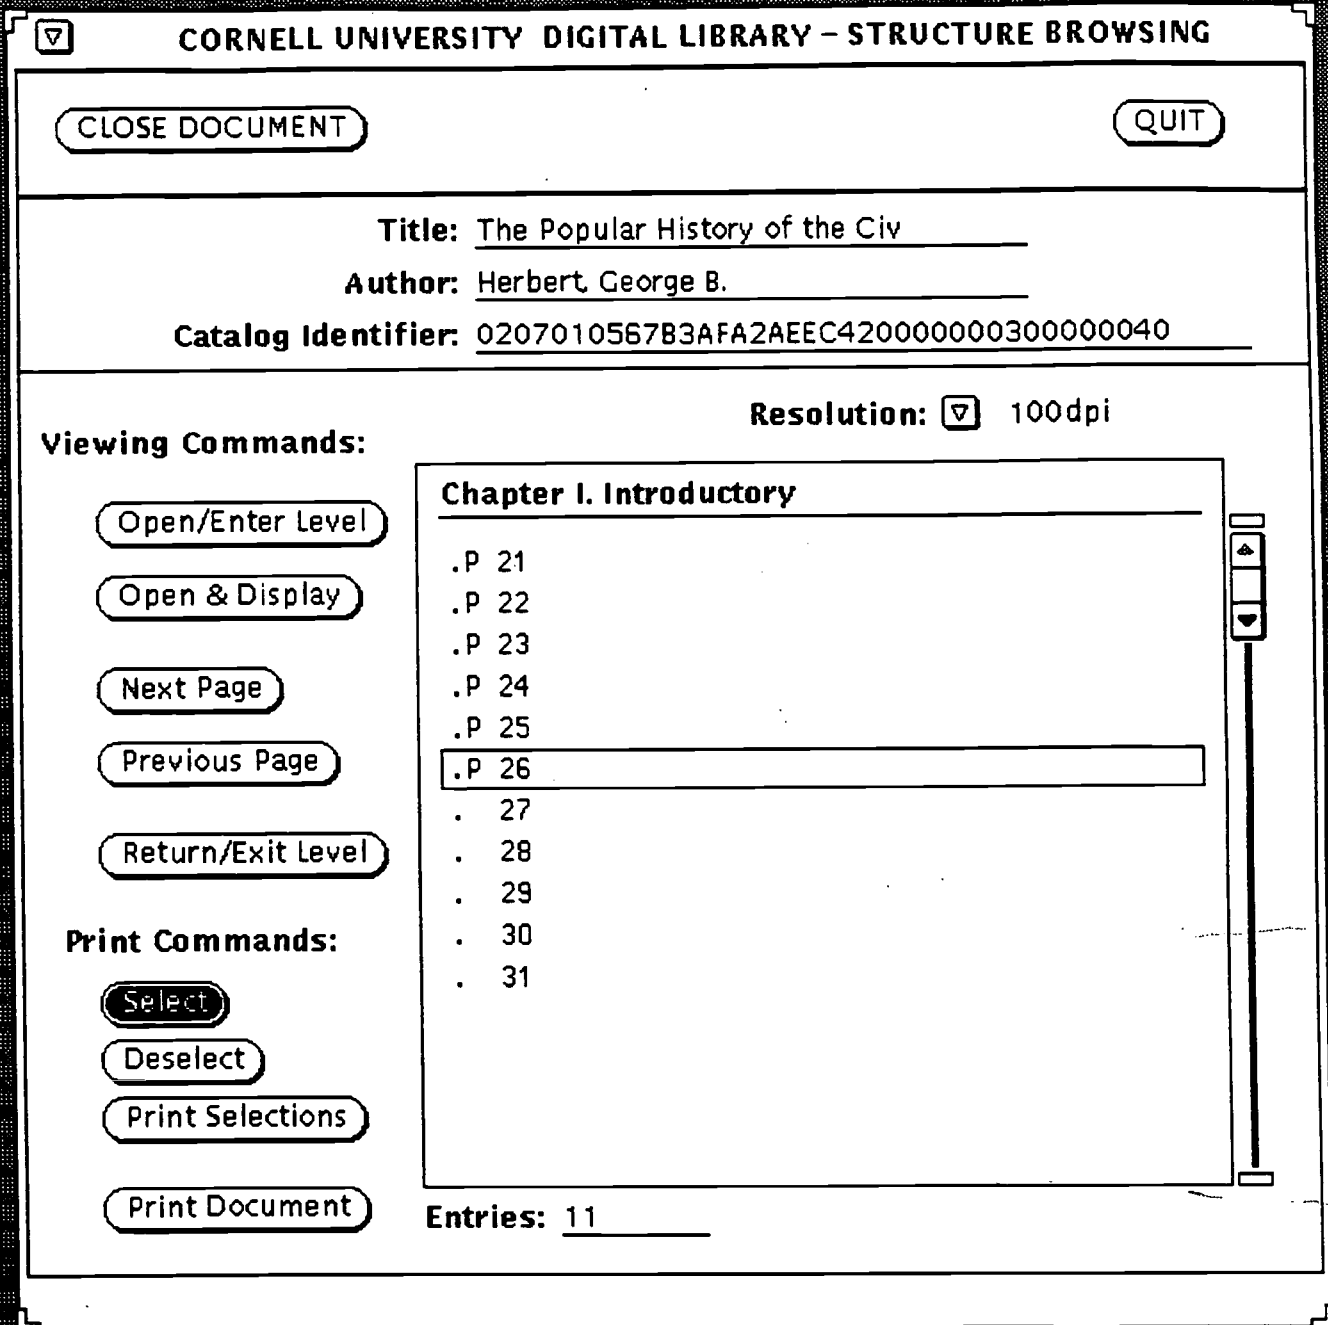 CORNELL UNIVERSITY DIGITAL LIBRARY – STRUCTURE BROWSING
CLOSE DOCUMENT QUIT
Title: The Popular History of the Civ
Author: Herbert, George B.
Catalog Identifier: 0207010567B3AFA2AEEC420000000300000040
Resolution: 100dpi
Viewing Commands:
Open/Enter Level
Open & Display
Next Page
Previous Page
Return/Exit Level
Print Commands:
Select
Deselect
Print Selections
Print Document
Chapter I. Introductory
.P 21
.P 22
.P 23
.P 24
.P 25
.P 26
. 27
. 28
. 29
. 30
. 31
Entries: 11